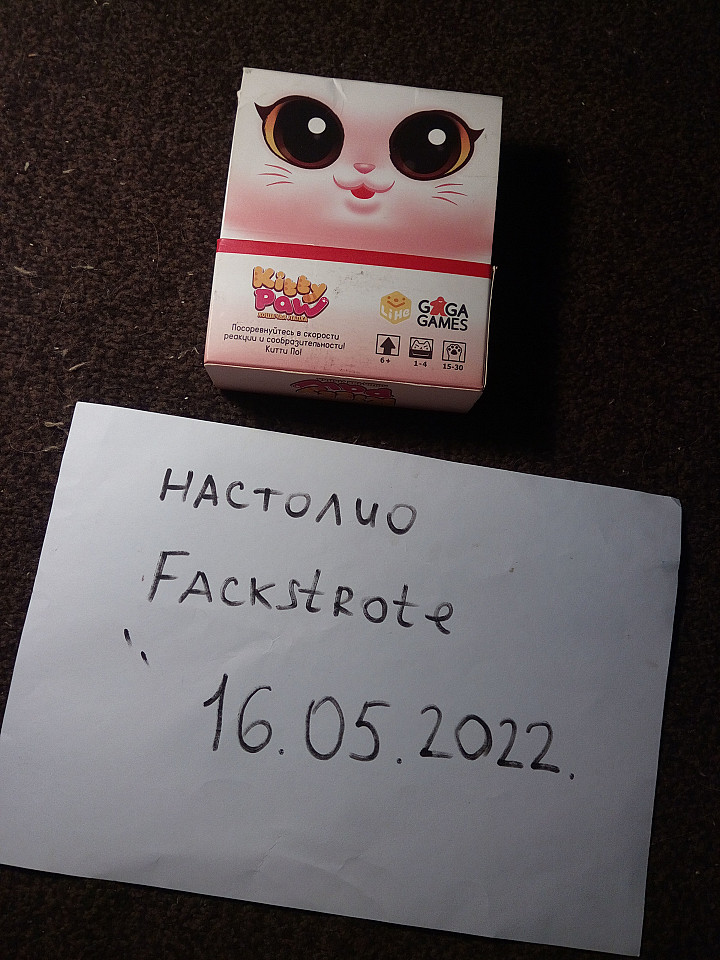 Kitty
Paw
LiHe
GAGA
GAMES
Посоревнуйтесь в скорости
реакции и сообразительности!
Китти По!
6+
1-4
15-30
НАСТОЛИО
FACKStROte
16.05.2022.